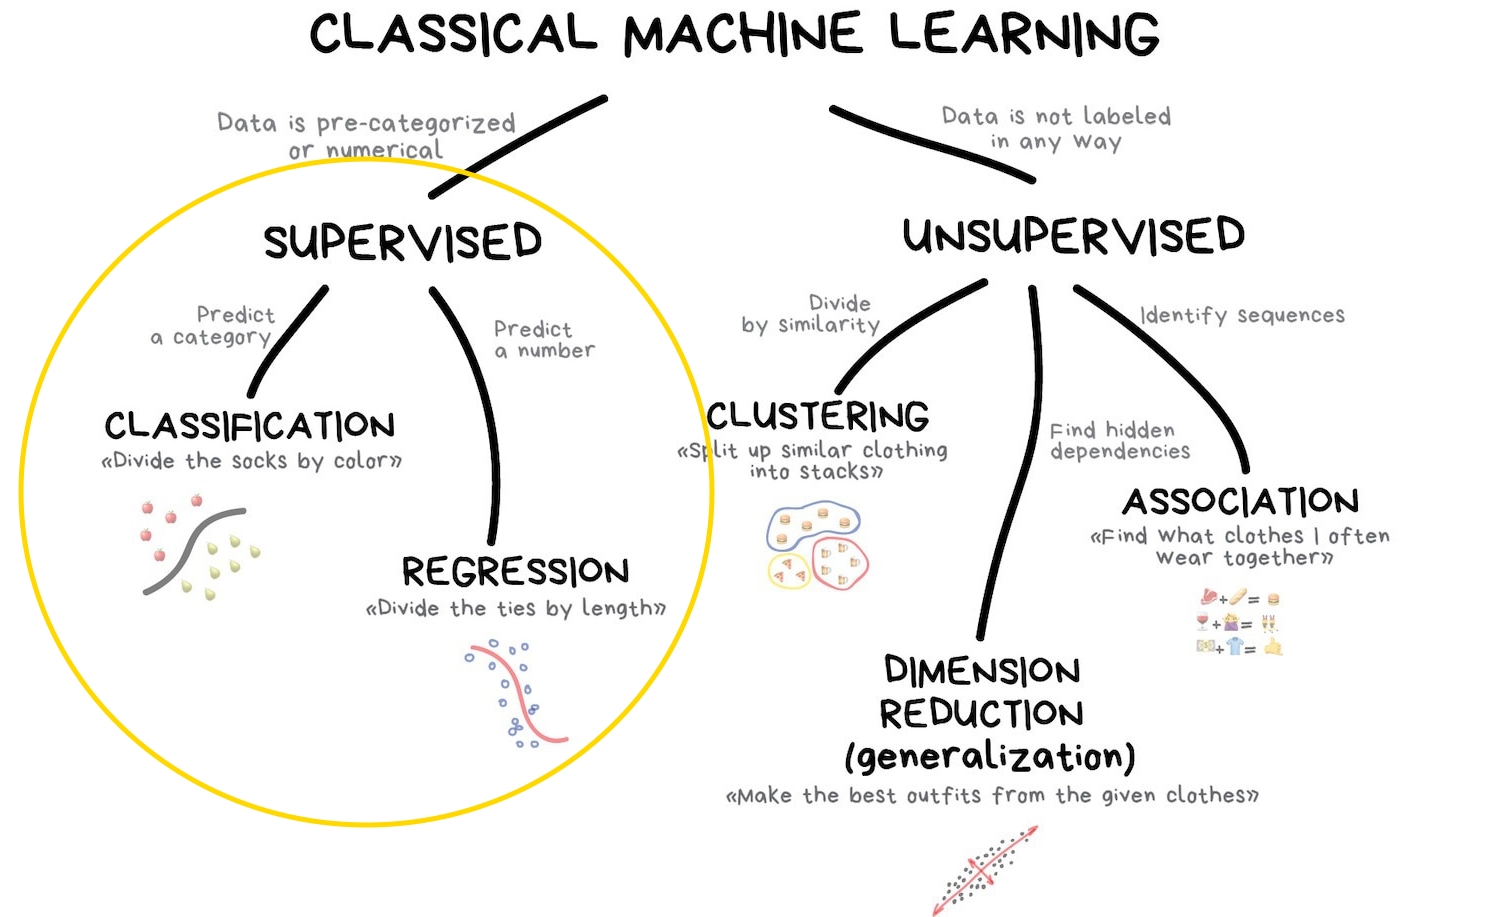 CLASSICAL MACHINE LEARNING
Data is pre-categorized
or numerical
Data is not labeled
in any way
SUPERVISED
UNSUPERVISED
Predict
a category
Predict
a number
Divide
by similarity
Identify sequences
CLASSIFICATION
«Divide the socks by color»
CLUSTERING
«Split up similar clothing
into stacks»
Find hidden
dependencies
ASSOCIATION
«Find what clothes I often
wear together»
REGRESSION
«Divide the ties by length»
+ =
+ =
+ =
DIMENSION
REDUCTION
(generalization)
«Make the best outfits from the given clothes»